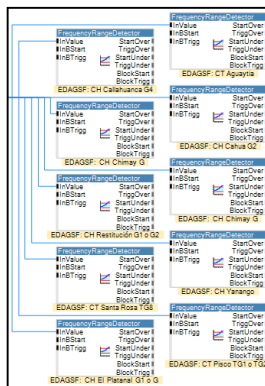 FrequencyRangeDetector
InValue StartOver
InBStart TriggOver
InBTrigg StartUnder
TriggUnder
BlockStart
BlockTrigg
EDAGSF: CH Callahuanca G4
FrequencyRangeDetector
InValue StartOver
InBStart TriggOver
InBTrigg StartUnder
TriggUnder
BlockStart
BlockTrigg
EDAGSF: CH Chimay G
FrequencyRangeDetector
InValue StartOver
InBStart TriggOver
InBTrigg StartUnder
TriggUnder
BlockStart
BlockTrigg
EDAGSF: CH Restitución G1 o G2
FrequencyRangeDetector
InValue StartOver
InBStart TriggOver
InBTrigg StartUnder
TriggUnder
BlockStart
BlockTrigg
EDAGSF: CT Santa Rosa TG8
FrequencyRangeDetector
InValue StartOver
InBStart TriggOver
InBTrigg StartUnder
TriggUnder
BlockStart
BlockTrigg
EDAGSF: CH El Platanal G1 o G
FrequencyRangeDetector
InValue StartOver
InBStart TriggOver
InBTrigg StartUnder
TriggUnder
BlockStart
BlockTrigg
EDAGSF: CT Aguaytia
FrequencyRangeDetector
InValue StartOver
InBStart TriggOver
InBTrigg StartUnder
TriggUnder
BlockStart
BlockTrigg
EDAGSF: CH Cahua G2
FrequencyRangeDetector
InValue StartOver
InBStart TriggOver
InBTrigg StartUnder
TriggUnder
BlockStart
BlockTrigg
EDAGSF: CH Chimay G
FrequencyRangeDetector
InValue StartOver
InBStart TriggOver
InBTrigg StartUnder
TriggUnder
BlockStart
BlockTrigg
EDAGSF: CH Yanango
FrequencyRangeDetector
InValue StartOver
InBStart TriggOver
InBTrigg StartUnder
TriggUnder
BlockStart
BlockTrigg
EDAGSF: CT Pisco TG1 o TG2